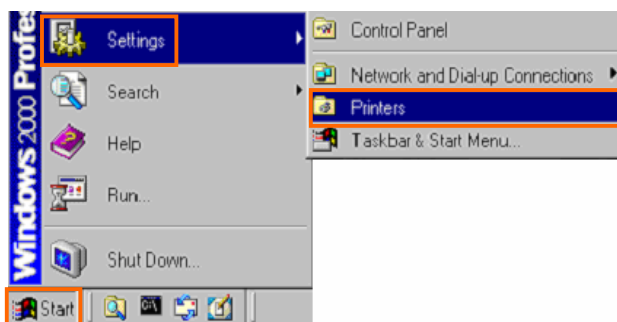 Windows 2000 Profes
Settings
Search
Help
Run...
Shut Down...
Start
Control Panel
Network and Dial-up Connections
Printers
Taskbar & Start Menu...